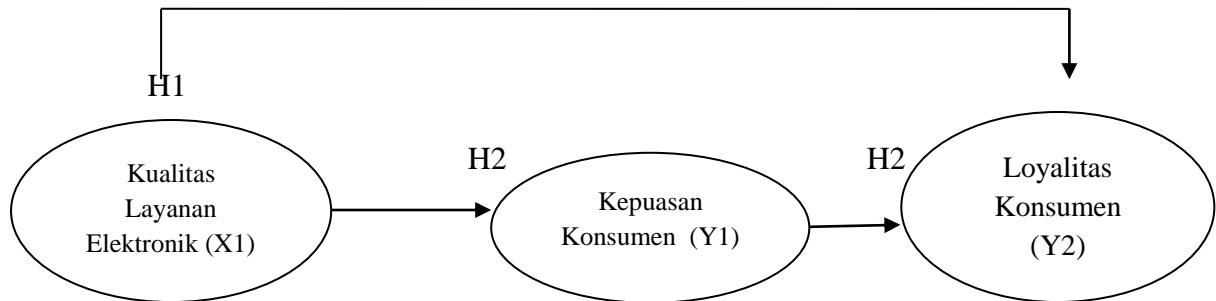 H1
Kualitas
Layanan
Elektronik (X1)
H2
Kepuasan
Konsumen (Y1)
H2
Loyalitas
Konsumen
(Y2)